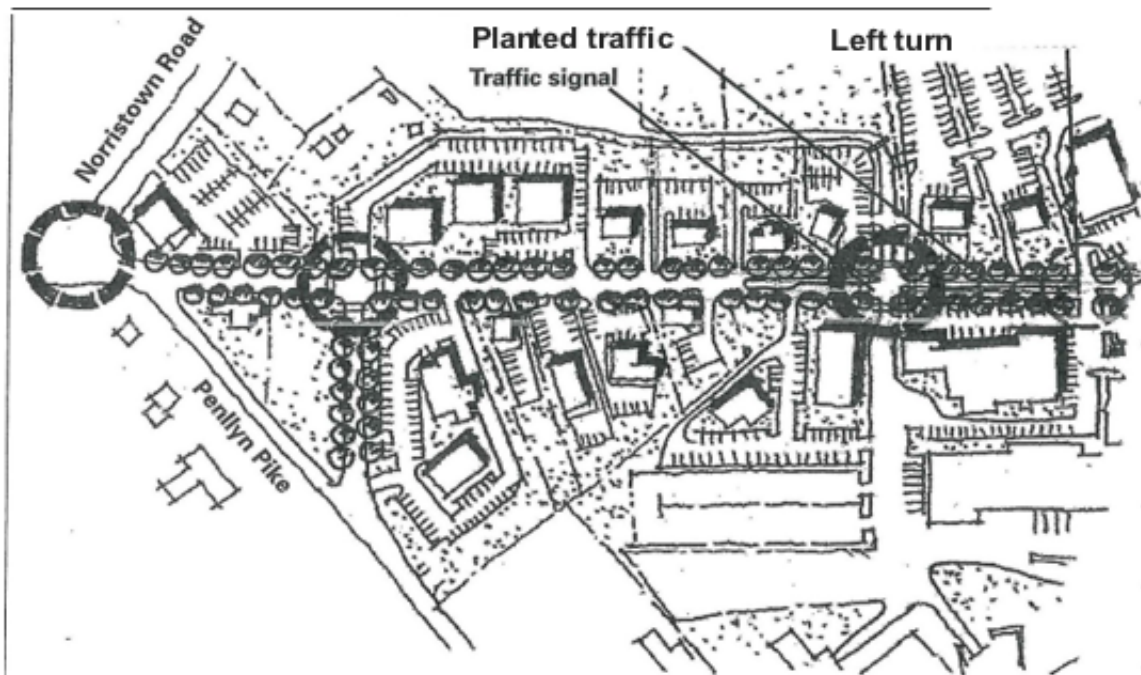 Planted traffic
Left turn
Traffic signal
Norristown Road
Penllyn Pike